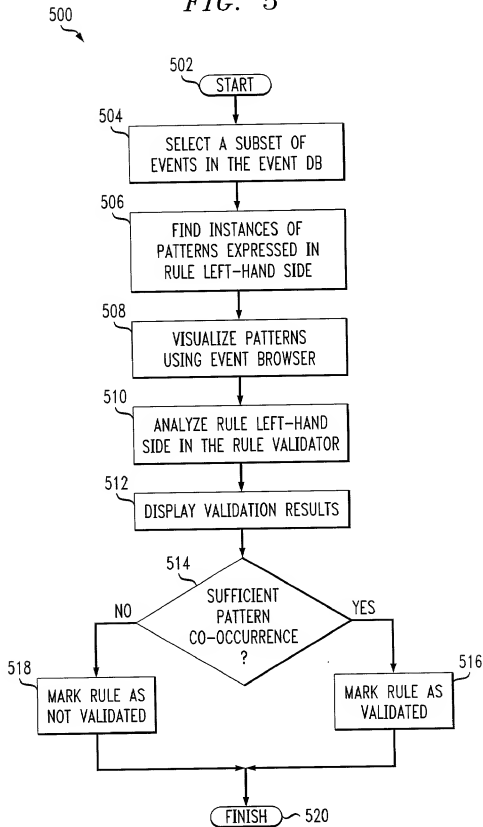 FIG. 5
500
502
START
504
SELECT A SUBSET OF
EVENTS IN THE EVENT DB
506
FIND INSTANCES OF
PATTERNS EXPRESSED IN
RULE LEFT-HAND SIDE
508
VISUALIZE PATTERNS
USING EVENT BROWSER
510
ANALYZE RULE LEFT-HAND
SIDE IN THE RULE VALIDATOR
512
DISPLAY VALIDATION RESULTS
514
SUFFICIENT
PATTERN
CO-OCCURRENCE
?
NO
YES
518
MARK RULE AS
NOT VALIDATED
516
MARK RULE AS
VALIDATED
FINISH
520